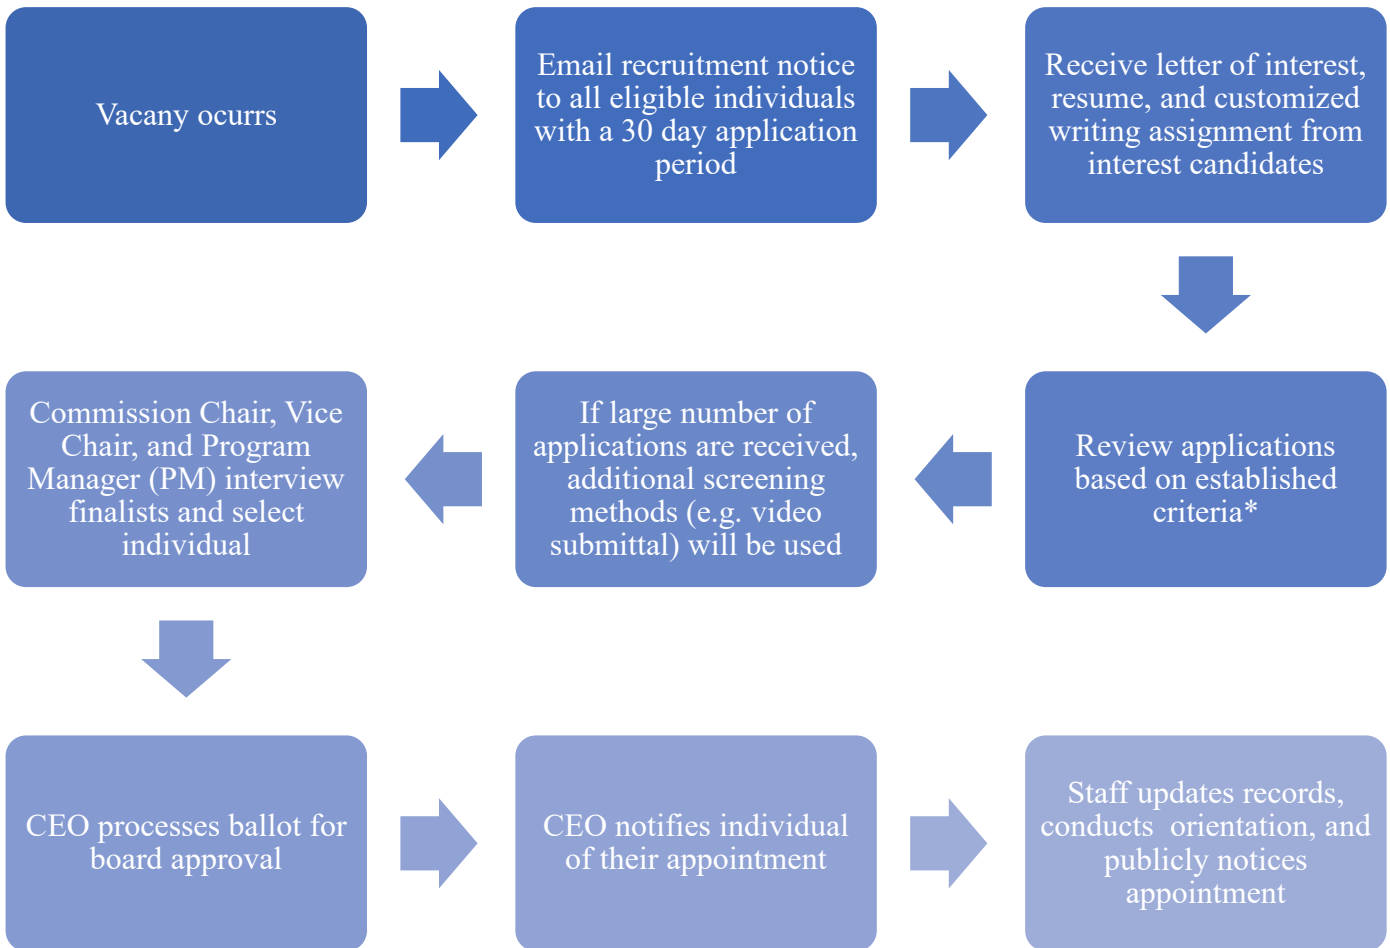 Vacany ocurrs
Email recruitment notice
to all eligible individuals
with a 30 day application
period
Receive letter of interest,
resume, and customized
writing assignment from
interest candidates
Review applications
based on established
criteria*
If large number of
applications are received,
additional screening
methods (e.g. video
submittal) will be used
Commission Chair, Vice
Chair, and Program
Manager (PM) interview
finalists and select
individual
CEO processes ballot for
board approval
CEO notifies individual
of their appointment
Staff updates records,
conducts  orientation, and
publicly notices
appointment